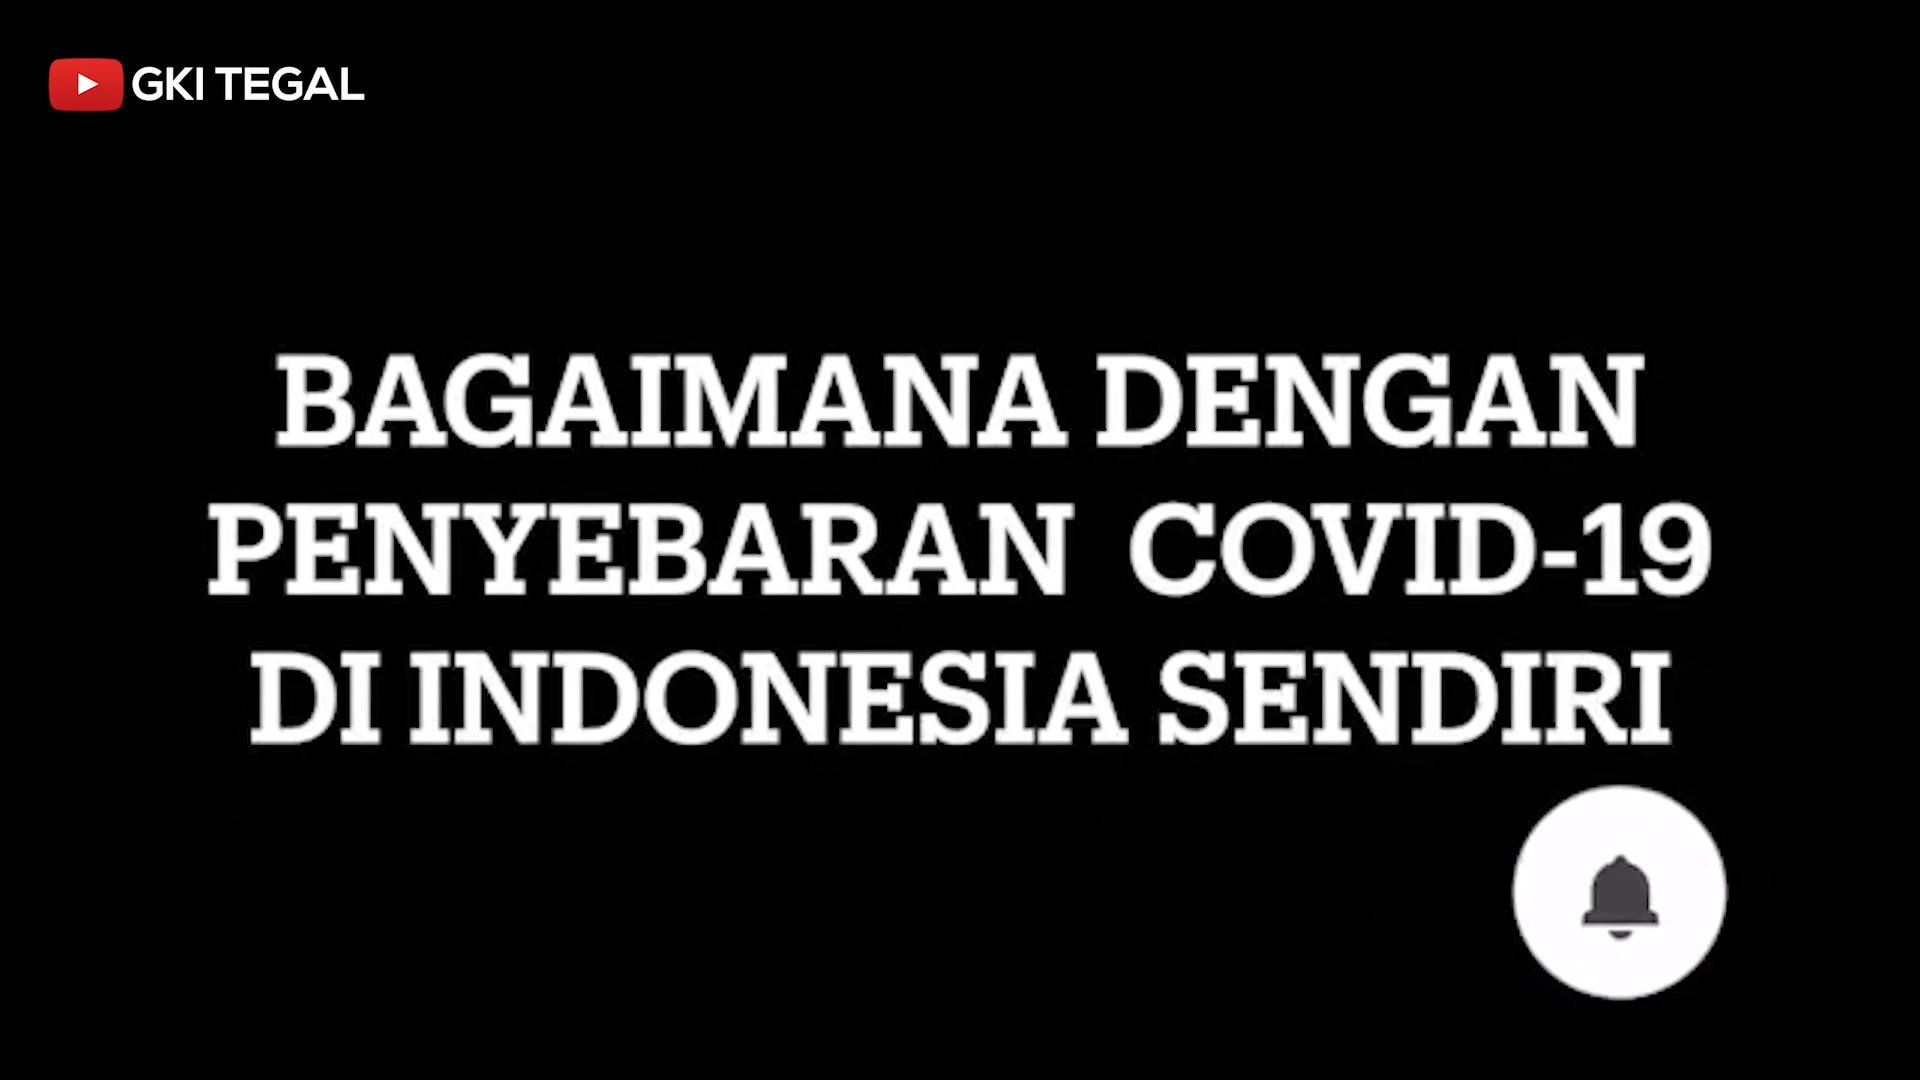 GKI TEGAL
BAGAIMANA DENGAN
PENYEBARAN COVID-19
DI INDONESIA SENDIRI